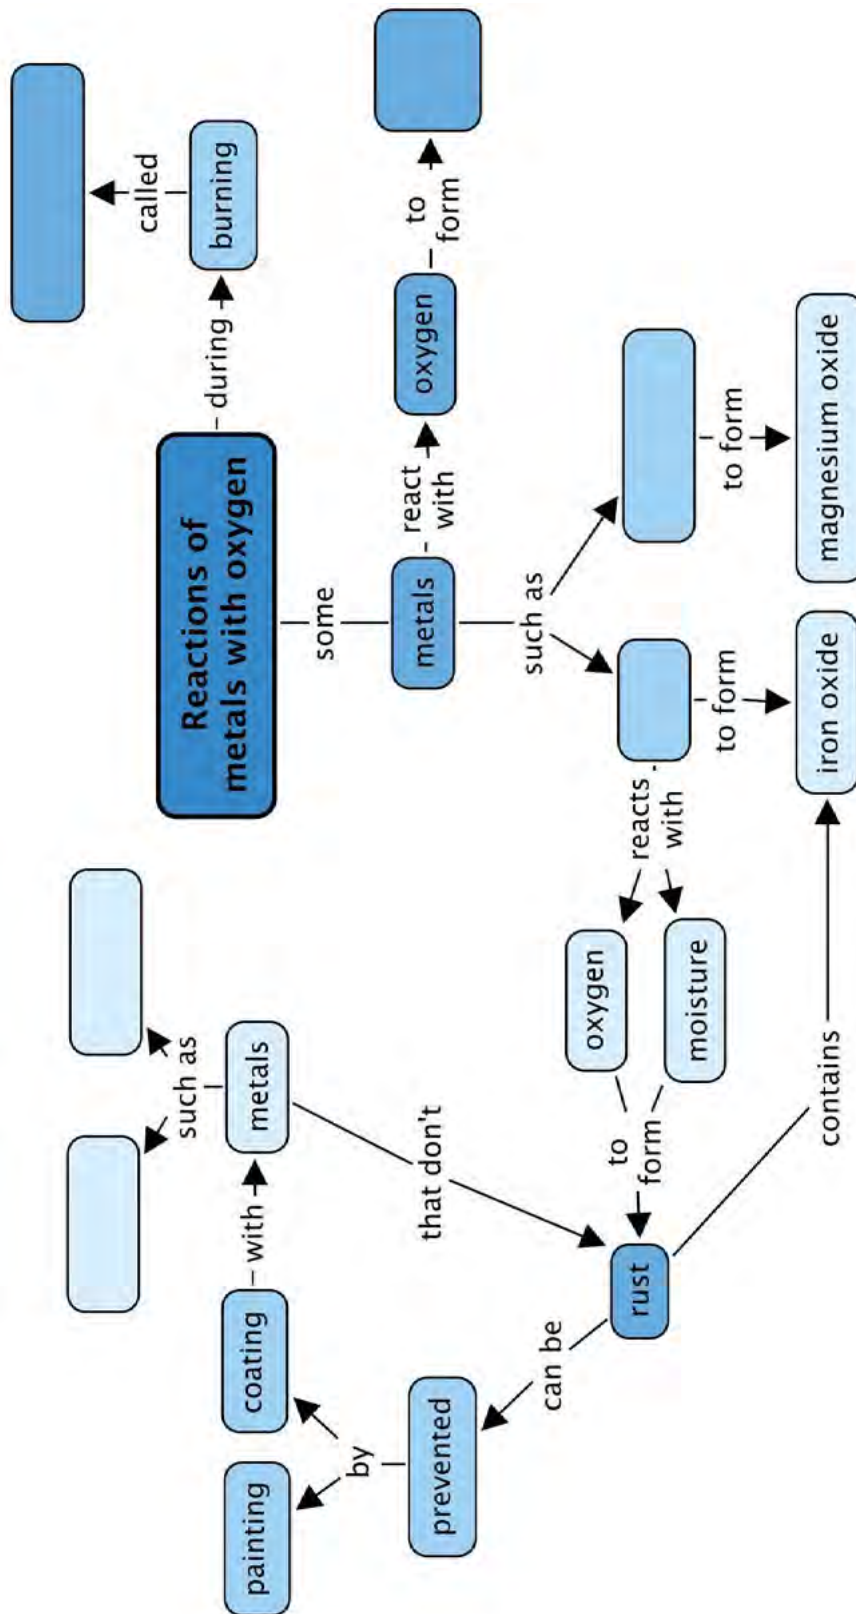 Reactions of
metals with oxygen
during
burning
called
some
metals
react
with
oxygen
to
form
such as
to form
magnesium oxide
to form
iron oxide
reacts
with
oxygen
moisture
to
form
rust
contains
can be
prevented
by
painting
coating
with
metals
such as
that don't